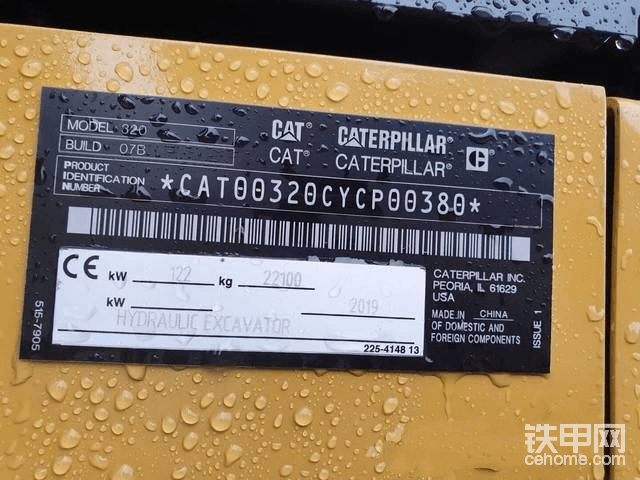 MODEL 320
BUILD 07B
CAT CATERPILLAR C
CAT® CATERPILLAR®
PRODUCT
IDENTIFICATION
NUMBER
*CAT00320CYCP00380*
CE kW 122 kg 22100
kW 2019
HYDRAULIC EXCAVATOR
225-4148 13
CATERPILLAR INC.
PEORIA, IL 61629
USA
MADE IN CHINA
OF DOMESTIC AND
FOREIGN COMPONENTS
ISSUE 1
515-7905
铁甲网
cehome.com